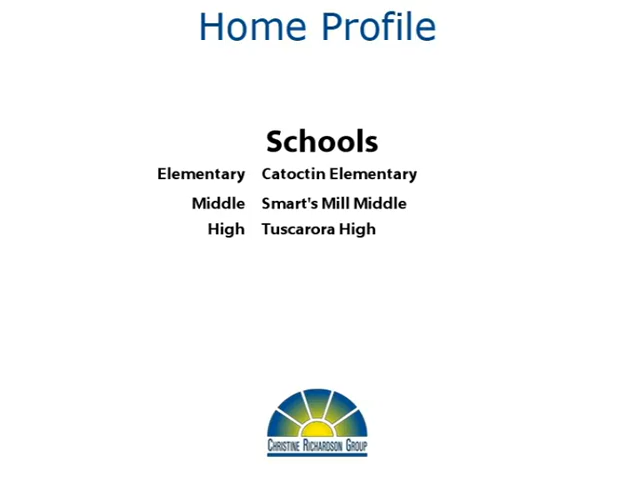 Home Profile
Schools
Elementary Catoctin Elementary
Middle Smart's Mill Middle
High Tuscarora High
CHRISTINE RICHARDSON GROUP